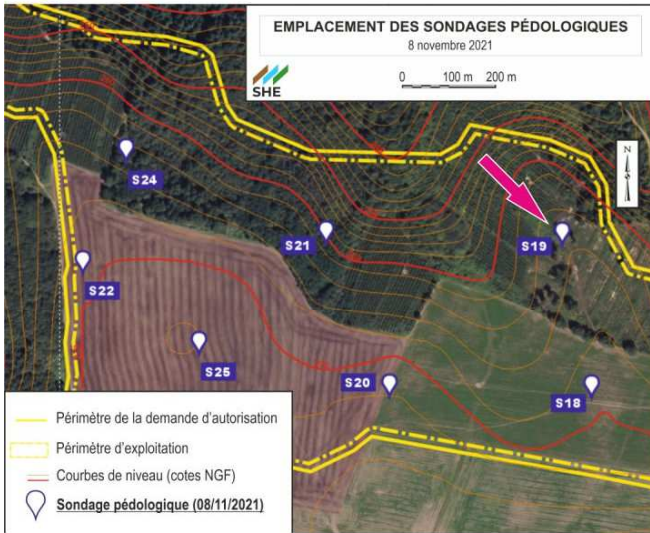 EMPLACEMENT DES SONDAGES PÉDOLOGIQUES
8 novembre 2021
SHE
0 100 m 200 m
N
S24
S21
S19
S22
S25
S20
S18
Périmètre de la demande d'autorisation
Périmètre d'exploitation
Courbes de niveau (cotes NGF)
Sondage pédologique (08/11/2021)